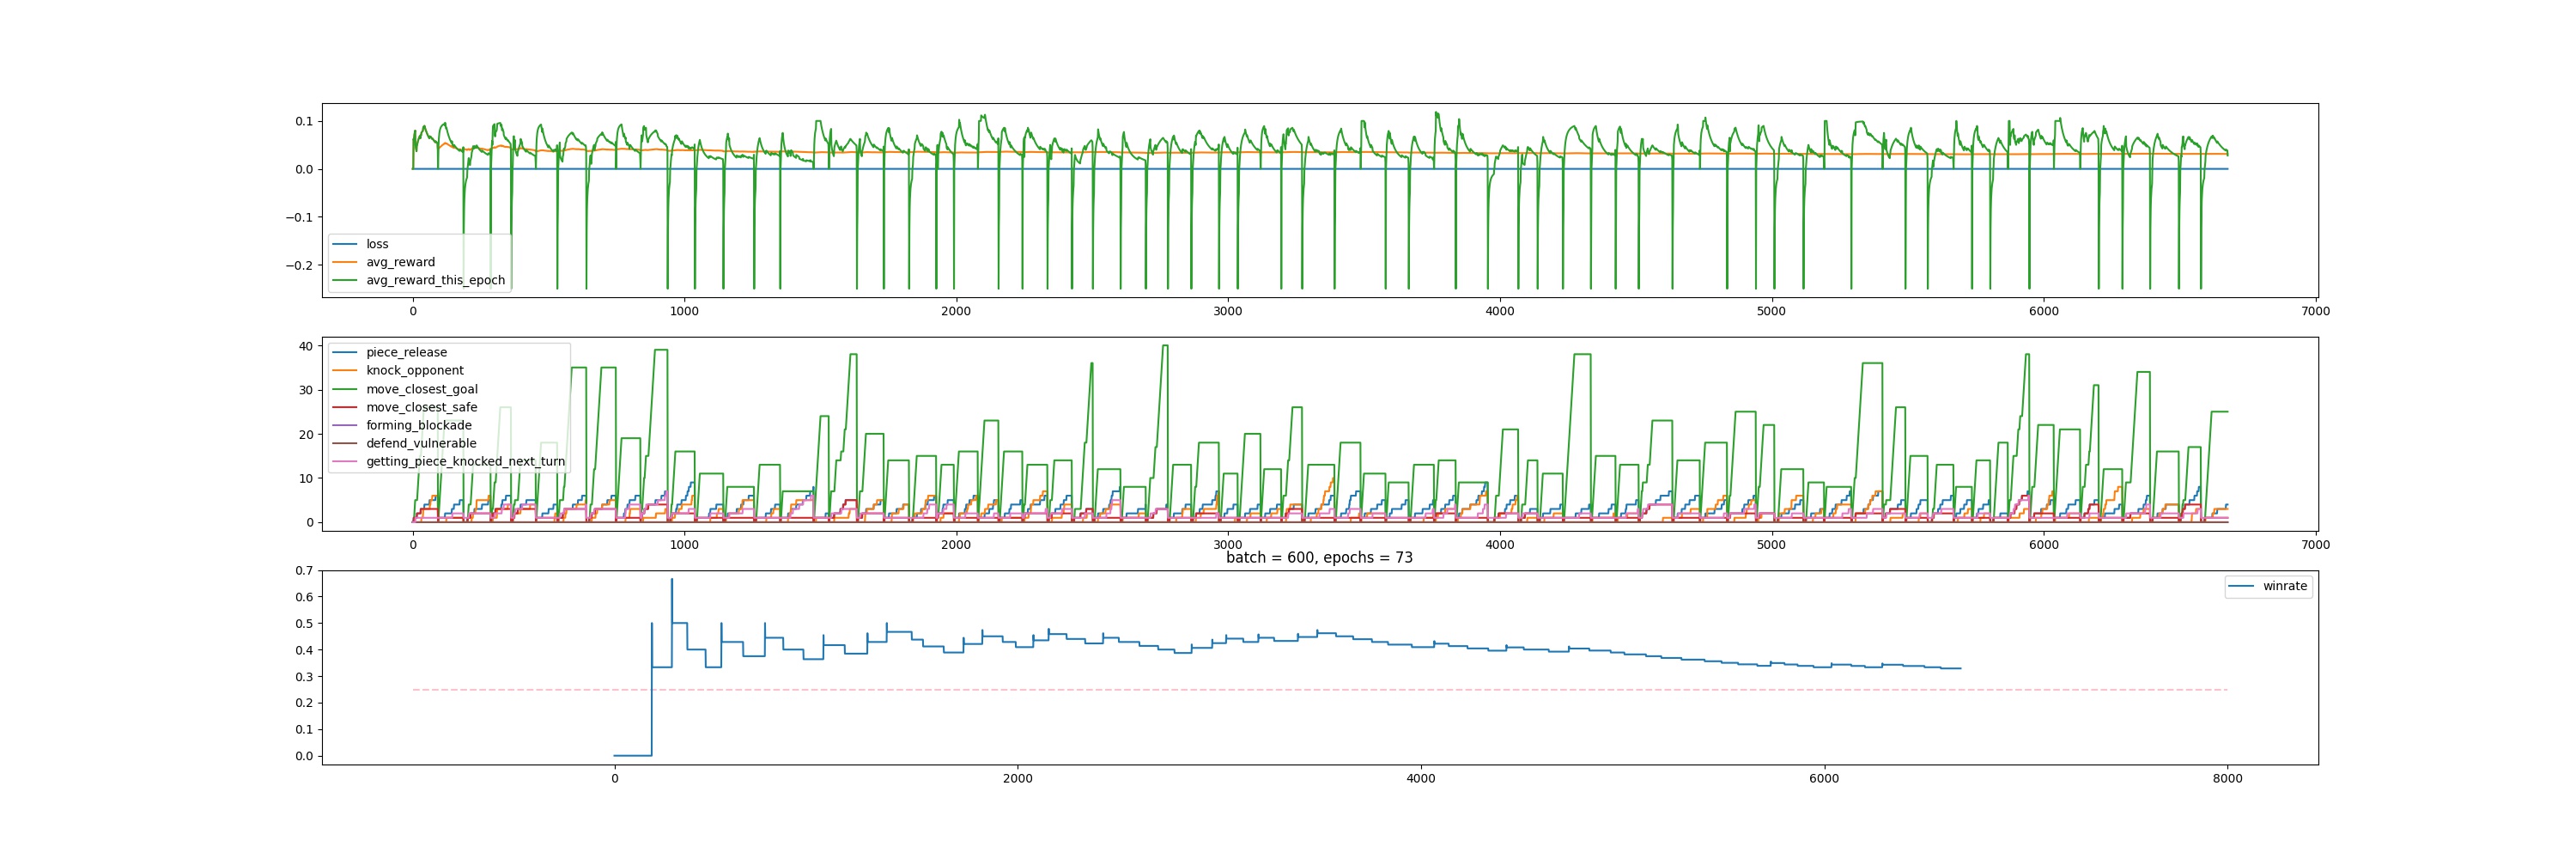 0.1
0.0
−0.1
−0.2
loss
avg_reward
avg_reward_this_epoch
0 1000 2000 3000 4000 5000 6000 7000
40
30
20
10
0
piece_release
knock_opponent
move_closest_goal
move_closest_safe
forming_blockade
defend_vulnerable
getting_piece_knocked_next_turn
0 1000 2000 3000 4000 5000 6000 7000
batch = 600, epochs = 73
0.7
0.6
0.5
0.4
0.3
0.2
0.1
0.0
winrate
0 2000 4000 6000 8000